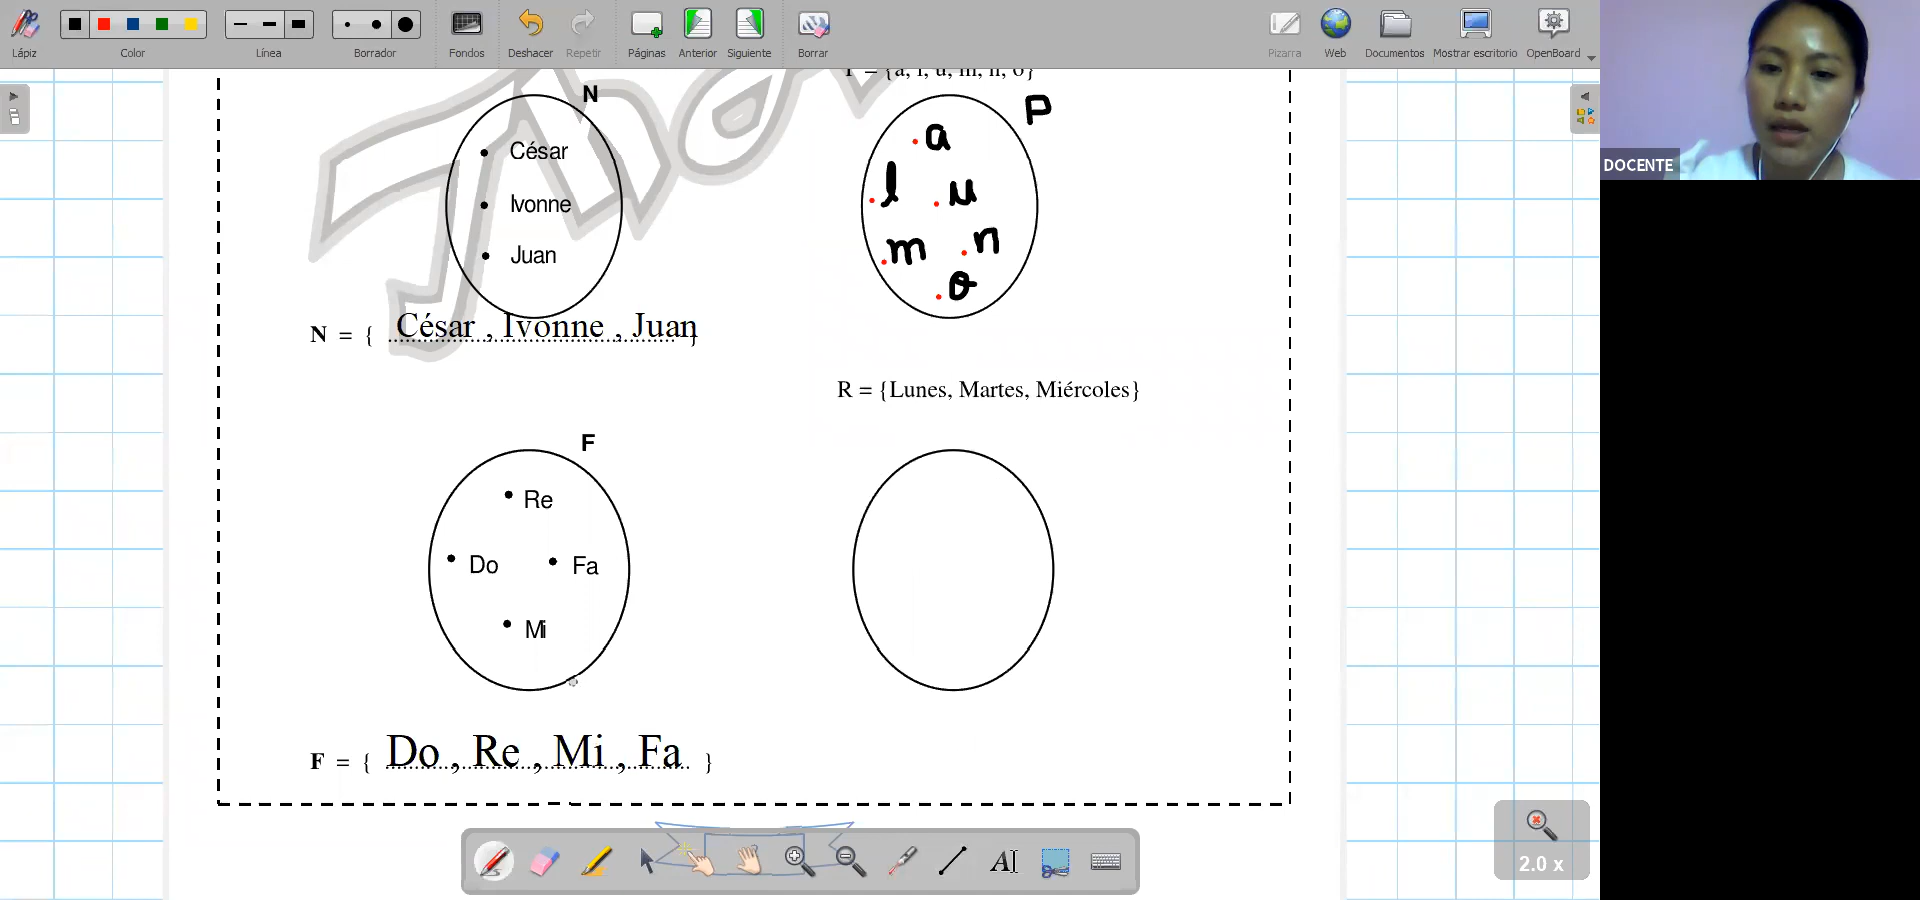 Lápiz
Color
Línea
Borrador
Fondos
Deshacer
Repetir
Páginas
Anterior
Siguiente
Borrar
Pizarra
Web
Documentos
Mostrar escritorio
OpenBoard
DOCENTE
= {a, l, u, m, n, o}
N
César
Ivonne
Juan
N = { César , Ivonne , Juan }
P
a
l u
m n
o
R = {Lunes, Martes, Miércoles}
F
Re
Do Fa
Mi
F = { Do , Re , Mi , Fa }
AI
2.0 x